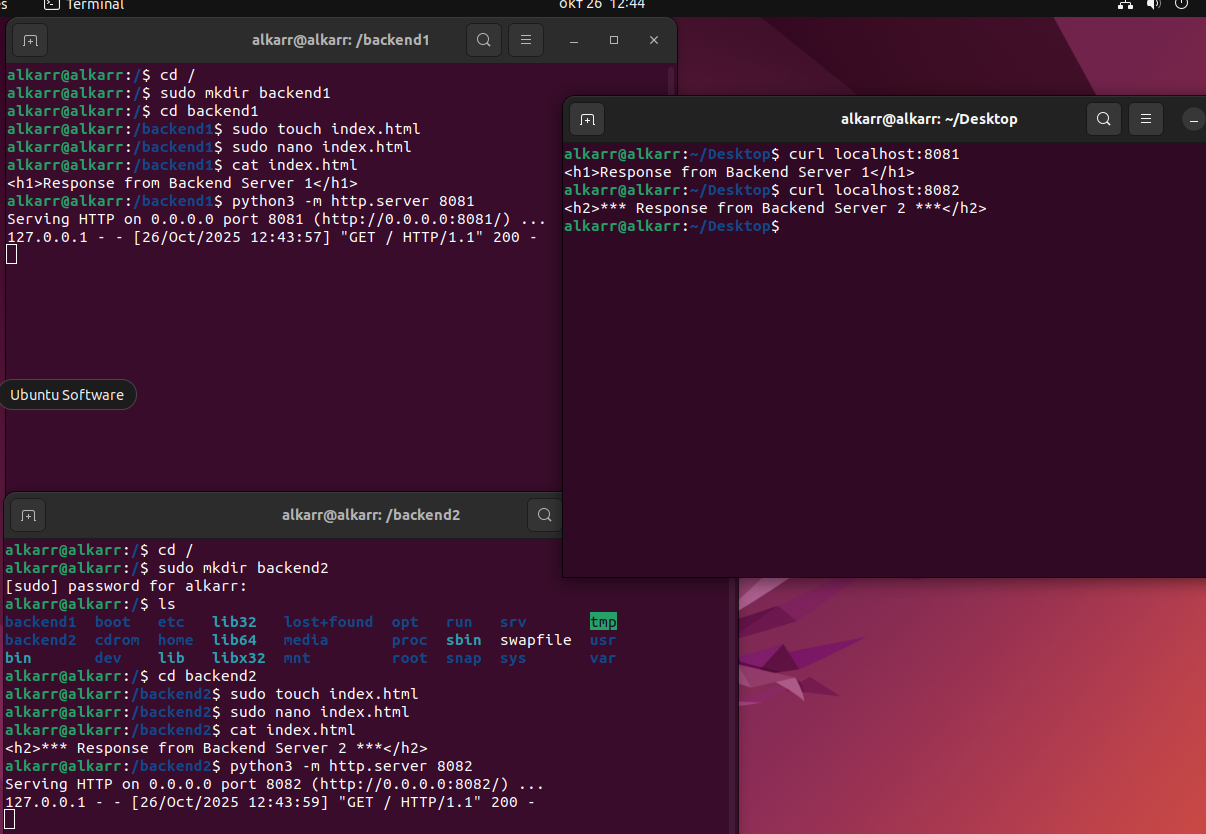 Terminal
окт 26 12:44
alkarr@alkarr: /backend1
alkarr@alkarr:/$ cd /
alkarr@alkarr:/$ sudo mkdir backend1
alkarr@alkarr:/$ cd backend1
alkarr@alkarr:/backend1$ sudo touch index.html
alkarr@alkarr:/backend1$ sudo nano index.html
alkarr@alkarr:/backend1$ cat index.html
<h1>Response from Backend Server 1</h1>
alkarr@alkarr:/backend1$ python3 -m http.server 8081
Serving HTTP on 0.0.0.0 port 8081 (http://0.0.0.0:8081/) ...
127.0.0.1 - - [26/Oct/2025 12:43:57] "GET / HTTP/1.1" 200 -
alkarr@alkarr: ~/Desktop
alkarr@alkarr:~/Desktop$ curl localhost:8081
<h1>Response from Backend Server 1</h1>
alkarr@alkarr:~/Desktop$ curl localhost:8082
<h2>*** Response from Backend Server 2 ***</h2>
alkarr@alkarr:~/Desktop$
Ubuntu Software
alkarr@alkarr: /backend2
alkarr@alkarr:/$ cd /
alkarr@alkarr:/$ sudo mkdir backend2
[sudo] password for alkarr:
alkarr@alkarr:/$ ls
backend1 boot etc lib32 lost+found opt run srv tmp
backend2 cdrom home lib64 media proc sbin swapfile usr
bin dev lib libx32 mnt root snap sys var
alkarr@alkarr:/$ cd backend2
alkarr@alkarr:/backend2$ sudo touch index.html
alkarr@alkarr:/backend2$ sudo nano index.html
alkarr@alkarr:/backend2$ cat index.html
<h2>*** Response from Backend Server 2 ***</h2>
alkarr@alkarr:/backend2$ python3 -m http.server 8082
Serving HTTP on 0.0.0.0 port 8082 (http://0.0.0.0:8082/) ...
127.0.0.1 - - [26/Oct/2025 12:43:59] "GET / HTTP/1.1" 200 -